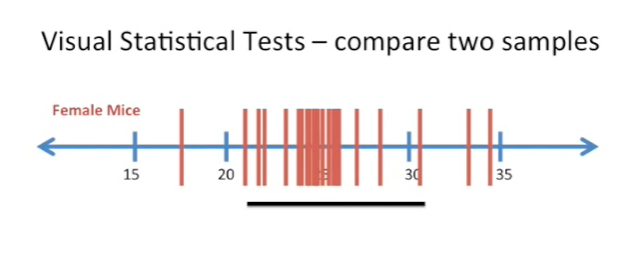 Visual Statistical Tests – compare two samples
Female Mice
15 20 30 35